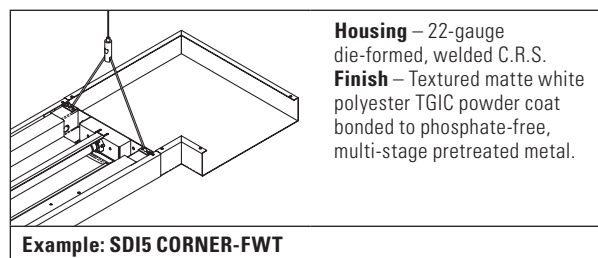 Housing – 22-gauge
die-formed, welded C.R.S.
Finish – Textured matte white
polyester TGIC powder coat
bonded to phosphate-free,
multi-stage pretreated metal.
Example: SDI5 CORNER-FWT